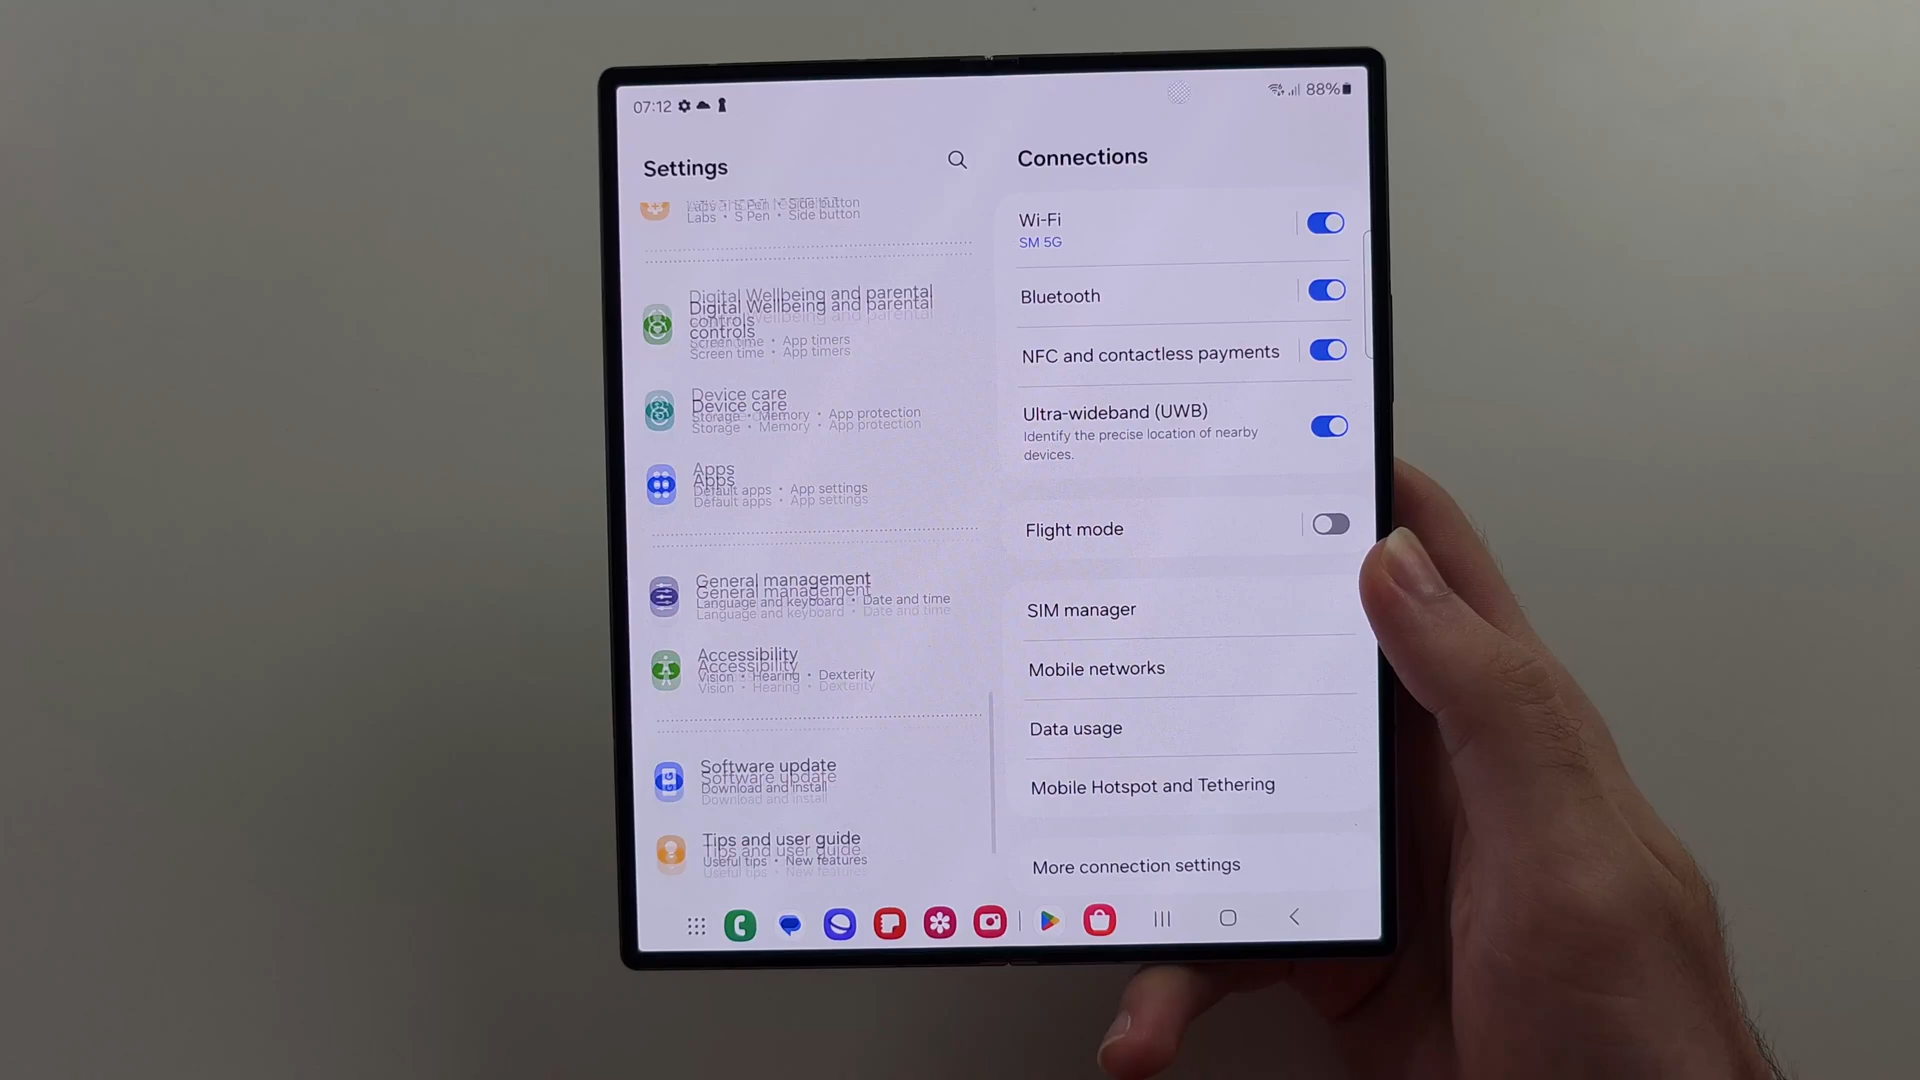 07:12
88%
Settings
Labs • S Pen • Side button
Digital Wellbeing and parental
controls
Screen time • App timers
Device care
Storage • Memory • App protection
Apps
Default apps • App settings
General management
Language and keyboard • Date and time
Accessibility
Vision • Hearing • Dexterity
Software update
Download and install
Tips and user guide
Useful tips • New features
Connections
Wi-Fi
SM 5G
Bluetooth
NFC and contactless payments
Ultra-wideband (UWB)
Identify the precise location of nearby
devices.
Flight mode
SIM manager
Mobile networks
Data usage
Mobile Hotspot and Tethering
More connection settings